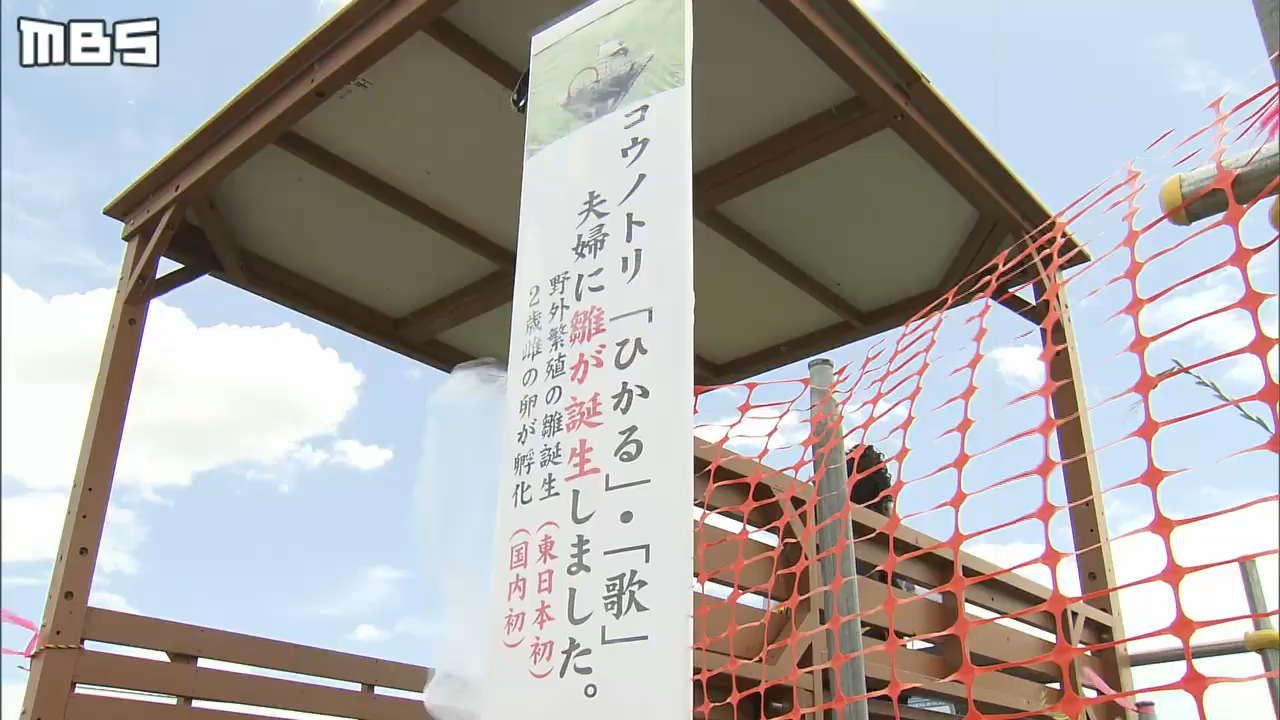 MBS
コウノトリ「ひかる」・「歌」
夫婦に雛が誕生しました。
野外繁殖の雛誕生(東日本初)
2歳雌の卵が孵化(国内初)